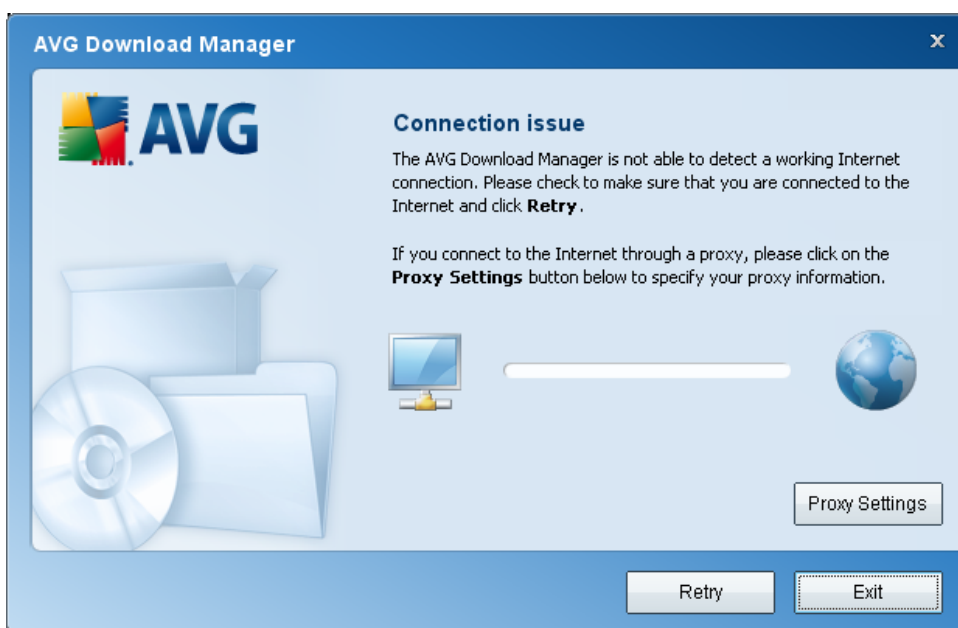 AVG Download Manager
x
AVG
Connection issue
The AVG Download Manager is not able to detect a working Internet
connection. Please check to make sure that you are connected to the
Internet and click Retry.
If you connect to the Internet through a proxy, please click on the
Proxy Settings button below to specify your proxy information.
Proxy Settings
Retry
Exit